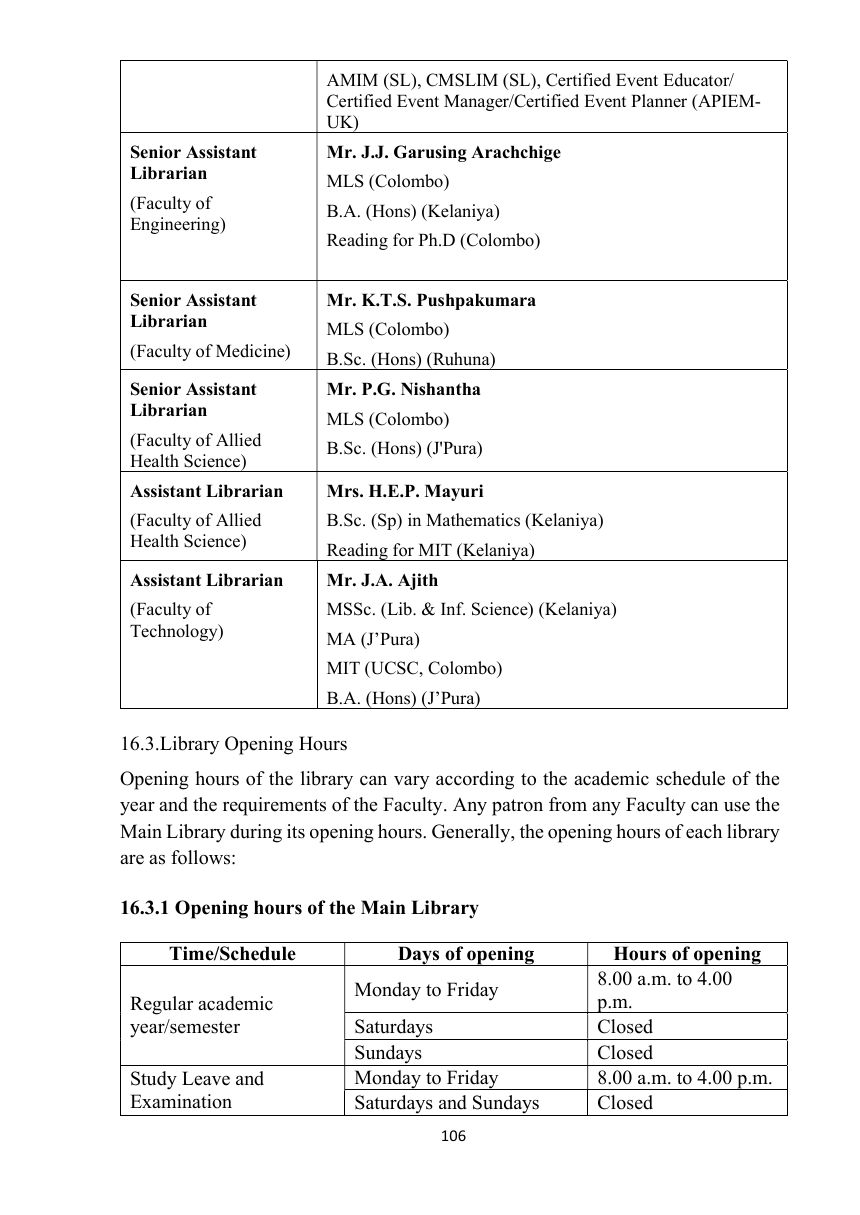 AMIM (SL), CMSLIM (SL), Certified Event Educator/
Certified Event Manager/Certified Event Planner (APIEM-
UK)
Senior Assistant
Librarian
(Faculty of
Engineering)
Mr. J.J. Garusing Arachchige
MLS (Colombo)
B.A. (Hons) (Kelaniya)
Reading for Ph.D (Colombo)
Senior Assistant
Librarian
(Faculty of Medicine)
Mr. K.T.S. Pushpakumara
MLS (Colombo)
B.Sc. (Hons) (Ruhuna)
Senior Assistant
Librarian
(Faculty of Allied
Health Science)
Mr. P.G. Nishantha
MLS (Colombo)
B.Sc. (Hons) (J'Pura)
Assistant Librarian
(Faculty of Allied
Health Science)
Mrs. H.E.P. Mayuri
B.Sc. (Sp) in Mathematics (Kelaniya)
Reading for MIT (Kelaniya)
Assistant Librarian
(Faculty of
Technology)
Mr. J.A. Ajith
MSSc. (Lib. & Inf. Science) (Kelaniya)
MA (J’Pura)
MIT (UCSC, Colombo)
B.A. (Hons) (J’Pura)
16.3.Library Opening Hours
Opening hours of the library can vary according to the academic schedule of the
year and the requirements of the Faculty. Any patron from any Faculty can use the
Main Library during its opening hours. Generally, the opening hours of each library
are as follows:
16.3.1 Opening hours of the Main Library
Time/Schedule Days of opening Hours of opening
Regular academic
year/semester
Monday to Friday
8.00 a.m. to 4.00
p.m.
Saturdays Closed
Sundays Closed
Study Leave and
Examination
Monday to Friday 8.00 a.m. to 4.00 p.m.
Saturdays and Sundays Closed
106